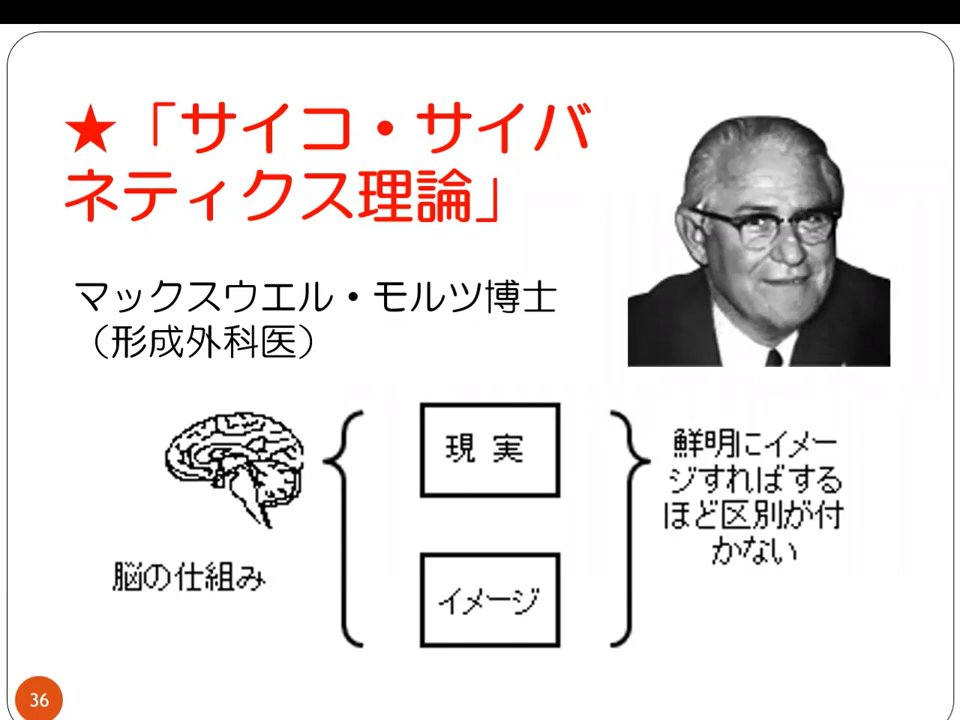 ★「サイコ・サイバ
ネティクス理論」
マックスウエル・モルツ博士
（形成外科医）
現 実
鮮明にイメー
ジすればする
ほど区別が付
かない
脳の仕組み
イメージ
36